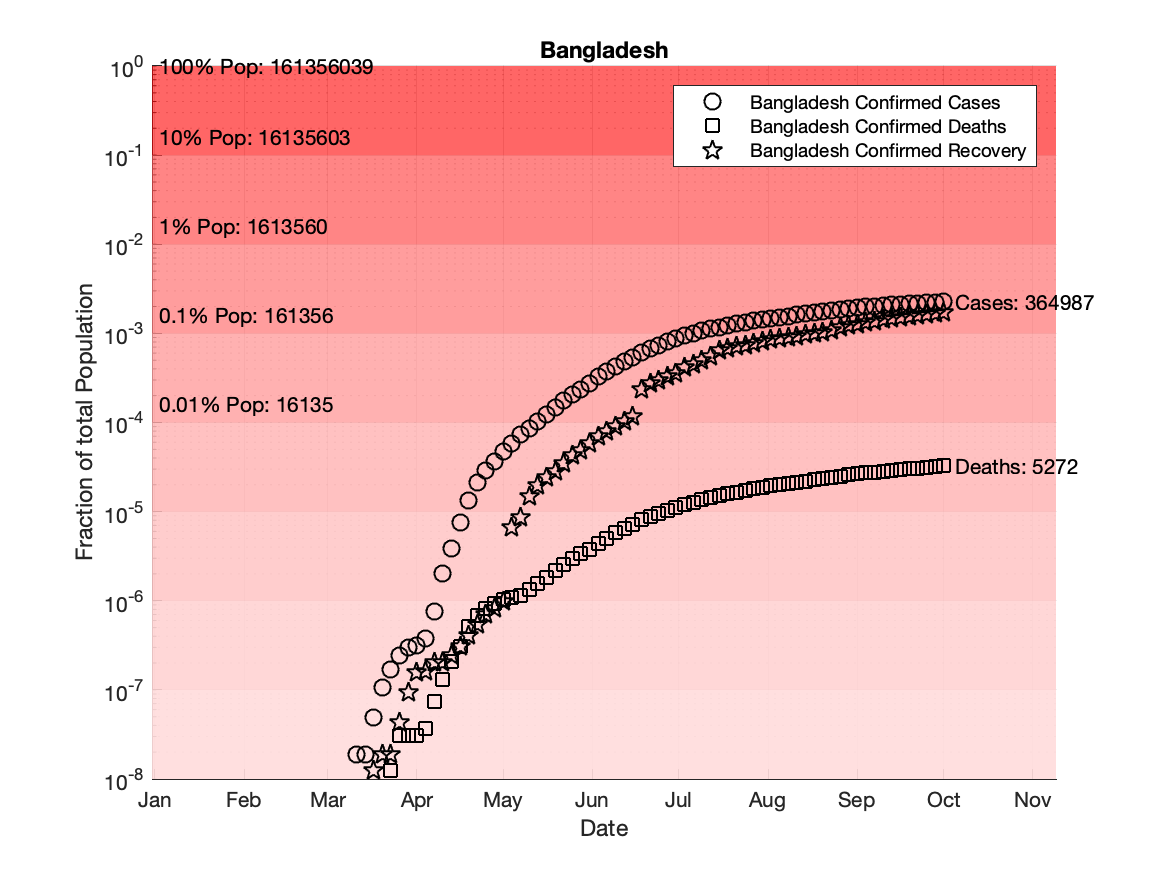 Bangladesh
10^0
100% Pop: 161356039
Bangladesh Confirmed Cases
Bangladesh Confirmed Deaths
10% Pop: 16135603
Bangladesh Confirmed Recovery
10^-1
1% Pop: 1613560
10^-2
Cases: 364987
0.1% Pop: 161356
10^-3
0.01% Pop: 16135
10^-4
Deaths: 5272
10^-5
10^-6
10^-7
10^-8
Fraction of total Population
Jan Feb Mar Apr May Jun Jul Aug Sep Oct Nov
Date